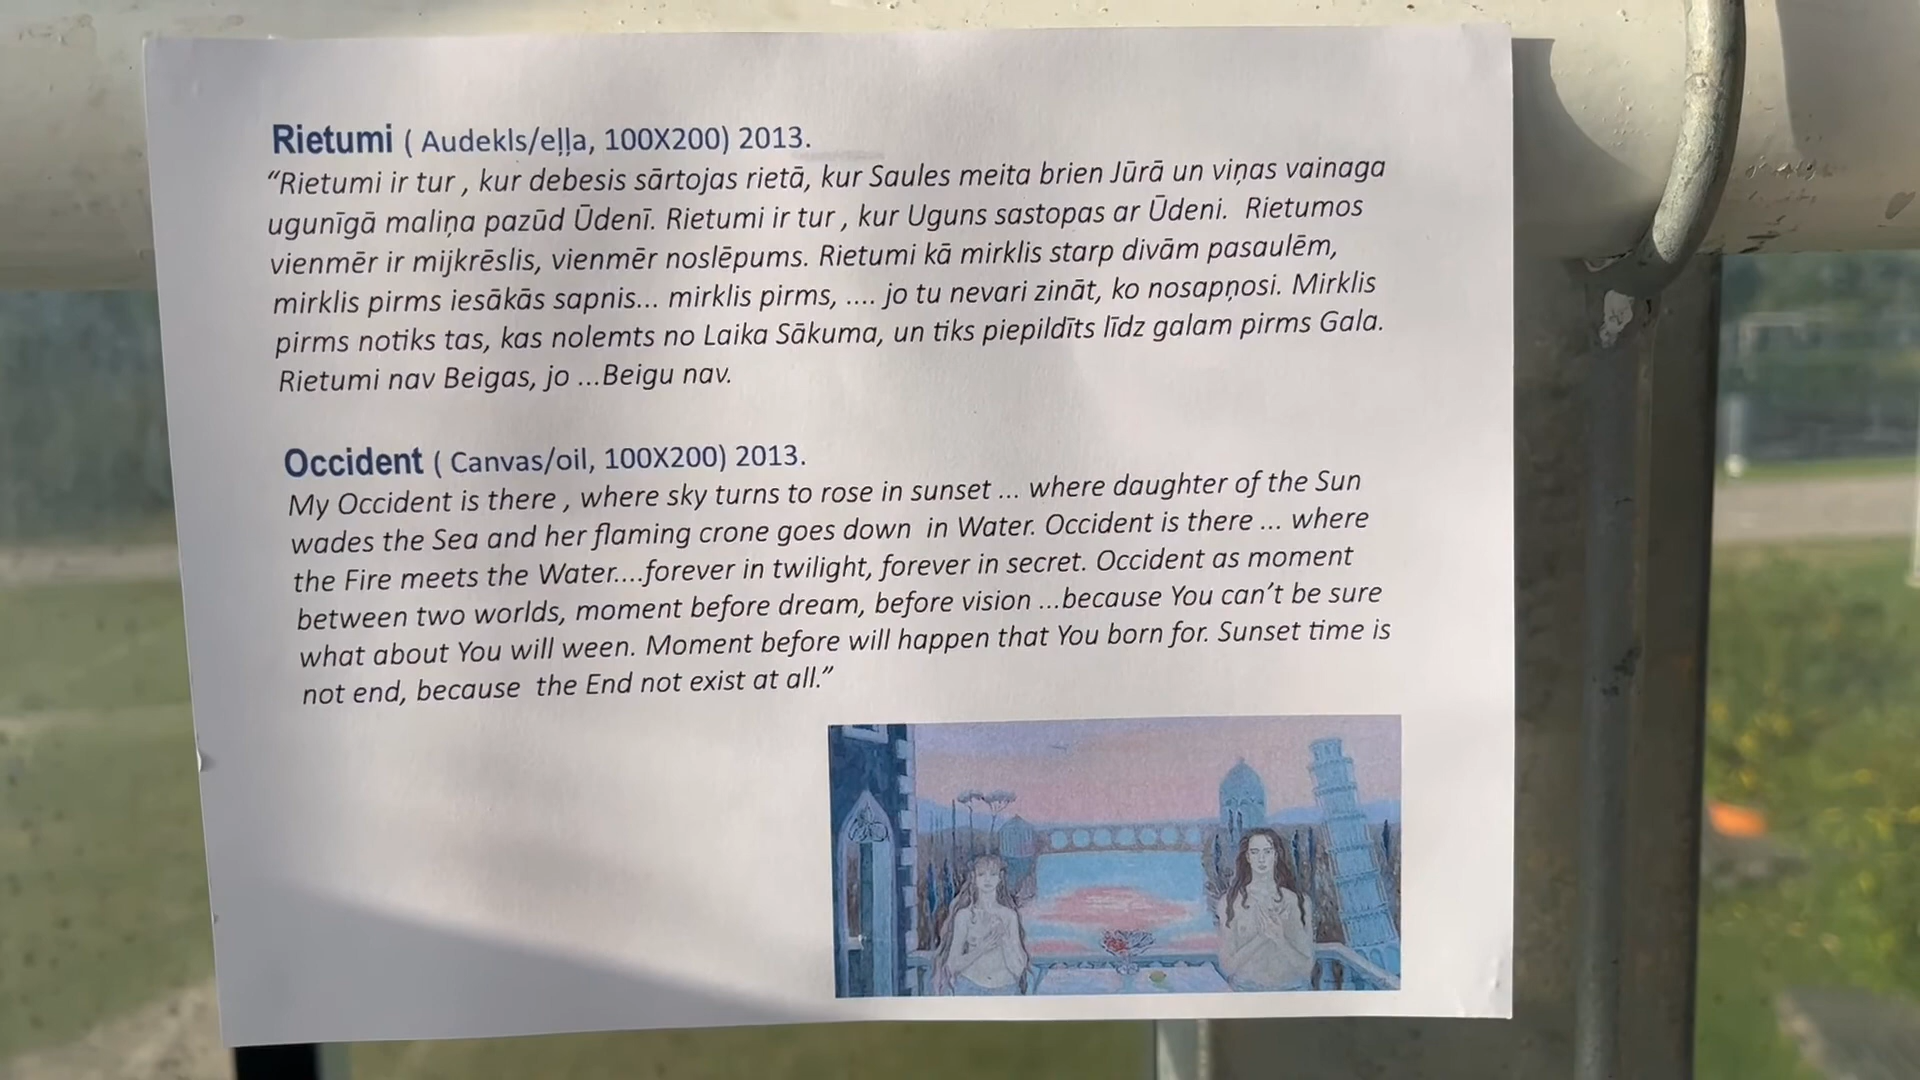 Rietumi ( Audekls/eļļa, 100X200) 2013.
“Rietumi ir tur , kur debesis sārtojas rietā, kur Saules meita brien Jūrā un viņas vainaga
ugunīgā maliņa pazūd Ūdenī. Rietumi ir tur , kur Uguns sastopas ar Ūdeni.  Rietumos
vienmēr ir mijkrēslis, vienmēr noslēpums. Rietumi kā mirklis starp divām pasaulēm,
mirklis pirms iesākās sapnis... mirklis pirms, .... jo tu nevari zināt, ko nosapņosi. Mirklis
pirms notiks tas, kas nolemts no Laika Sākuma, un tiks piepildīts līdz galam pirms Gala.
Rietumi nav Beigas, jo ...Beigu nav.
Occident ( Canvas/oil, 100X200) 2013.
My Occident is there , where sky turns to rose in sunset ... where daughter of the Sun
wades the Sea and her flaming crone goes down  in Water. Occident is there ... where
the Fire meets the Water....forever in twilight, forever in secret. Occident as moment
between two worlds, moment before dream, before vision ...because You can’t be sure
what about You will ween. Moment before will happen that You born for. Sunset time is
not end, because  the End not exist at all.”